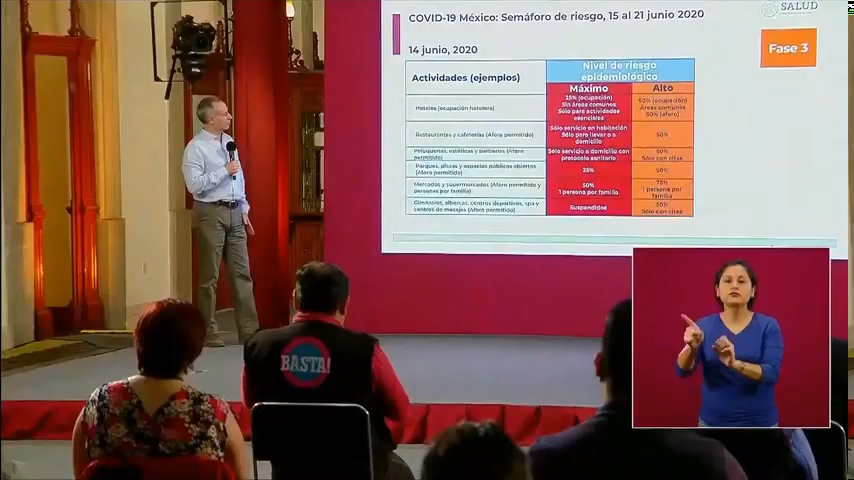 SALUD
COVID-19 México: Semáforo de riesgo, 15 al 21 junio 2020
Fase 3
14 junio, 2020
Actividades (ejemplos)
Nivel de riesgo
epidemiológico
Máximo
Alto
Hoteles (ocupación hotelera)
25% (ocupación)
Sin áreas comunes
Sólo para actividades
esenciales
50% (ocupación)
Áreas comunes
50% (aforo)
Restaurantes y cafeterías (Aforo permitido)
Sólo servicio en habitación
Sólo para llevar o a
domicilio
50%
Peluquerías, estéticas y barberías (Aforo
permitido)
Sólo servicio a domicilio con
protocolo sanitario
50%
Sólo con citas
Parques, plazas y espacios públicos abiertos
(Aforo permitido)
25%
50%
Mercados y supermercados (Aforo permitido y
personas por familia)
50%
1 persona por familia
75%
1 persona por
familia
Gimnasios, albercas, centros deportivos, spa y
centros de masajes (Aforo permitido)
Suspendidos
50%
Sólo con citas
BASTA!